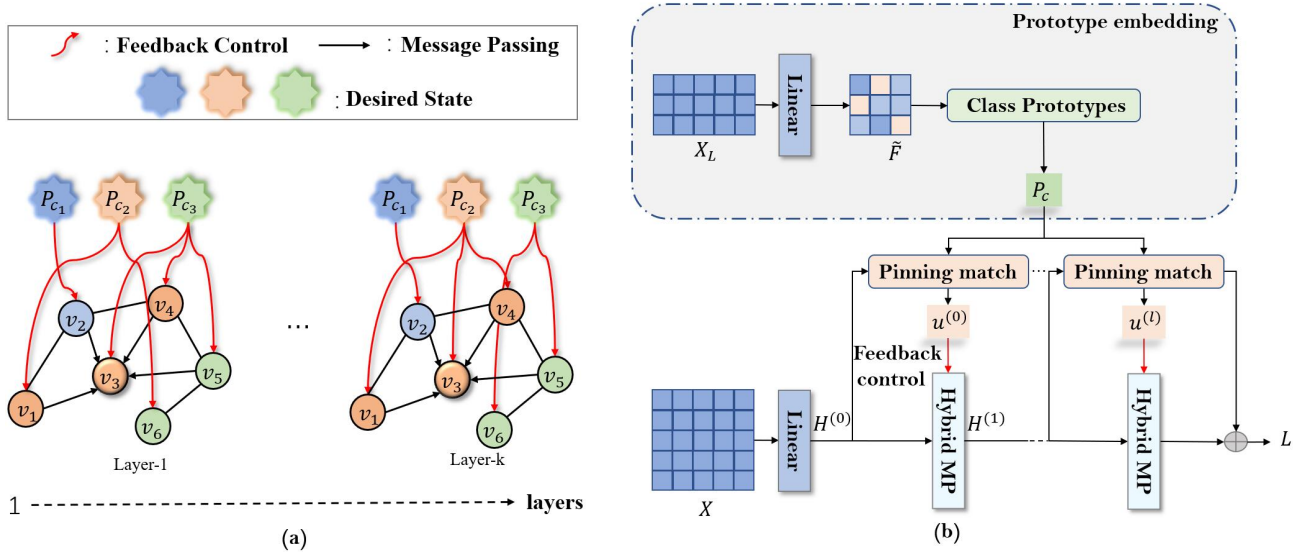 : Feedback Control
: Message Passing
: Desired State
P_{c_1} P_{c_2} P_{c_3}
P_{c_1} P_{c_2} P_{c_3}
v_4
v_2
v_3
v_5
v_1
v_6
Layer-1
...
v_4
v_2
v_3
v_5
v_1
v_6
Layer-k
1
layers
(a)
Prototype embedding
X_L
Linear
F̃
Class Prototypes
P_c
Pinning match
Pinning match
u^{(0)}
u^{(l)}
Feedback
control
X
Linear
H^{(0)}
Hybrid MP
H^{(1)}
Hybrid MP
L
(b)